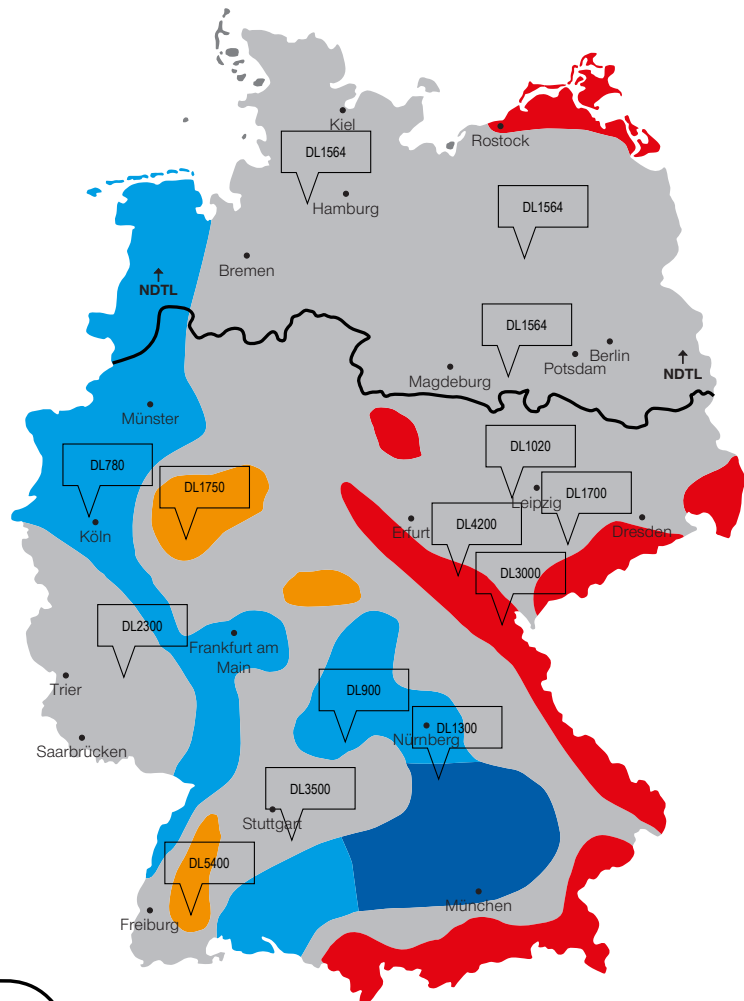 Kiel
Rostock
DL1564
Hamburg
DL1564
Bremen
NDTL
DL1564
Berlin
Potsdam
Magdeburg
NDTL
Münster
DL1020
DL780
DL1750
Leipzig
DL1700
Köln
Erfurt
DL4200
Dresden
DL3000
DL2300
Frankfurt am
Main
Trier
DL900
DL1300
Nürnberg
Saarbrücken
DL3500
Stuttgart
DL5400
München
Freiburg